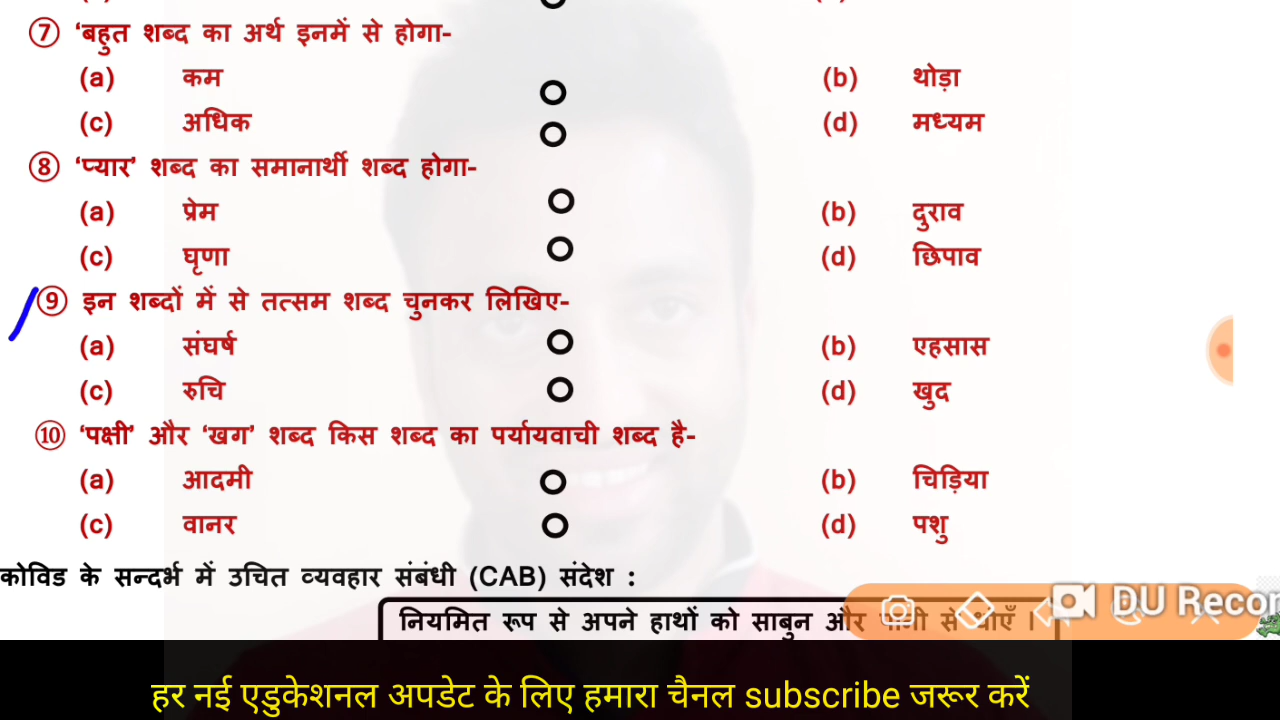 ⑦ 'बहुत शब्द का अर्थ इनमें से होगा-
(a) कम (b) थोड़ा
(c) अधिक (d) मध्यम
⑧ 'प्यार' शब्द का समानार्थी शब्द होगा-
(a) प्रेम (b) दुराव
(c) घृणा (d) छिपाव
⑨ इन शब्दों में से तत्सम शब्द चुनकर लिखिए-
(a) संघर्ष (b) एहसास
(c) रुचि (d) खुद
⑩ 'पक्षी' और 'खग' शब्द किस शब्द का पर्यायवाची शब्द है-
(a) आदमी (b) चिड़िया
(c) वानर (d) पशु
कोविड के सन्दर्भ में उचित व्यवहार संबंधी (CAB) संदेश :
नियमित रूप से अपने हाथों को साबुन और पानी से धोएँ ।
DU Recor
हर नई एडुकेशनल अपडेट के लिए हमारा चैनल subscribe जरूर करें